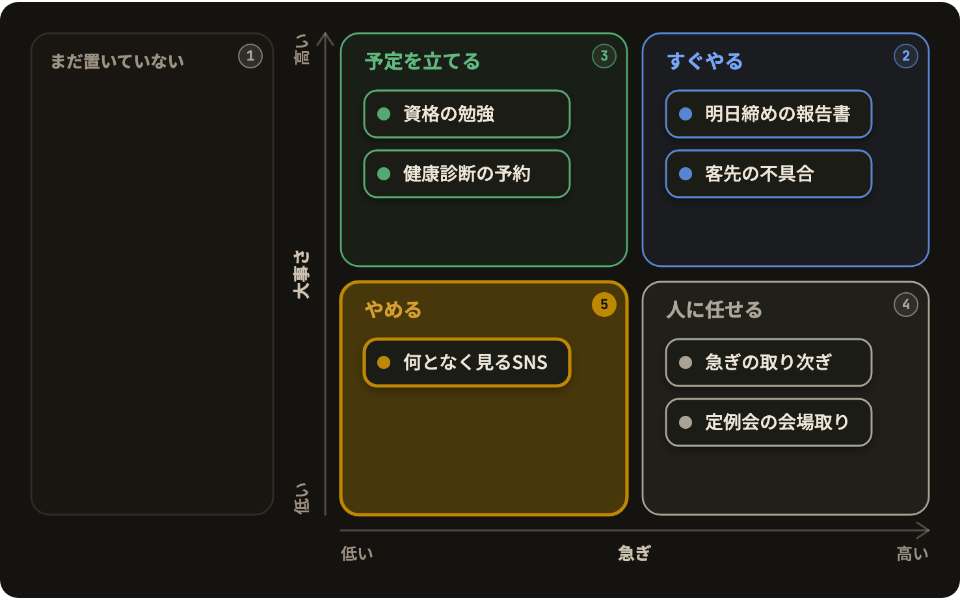 まだ置いていない
1
高い
大事さ
低い
予定を立てる
3
資格の勉強
健康診断の予約
すぐやる
2
明日締めの報告書
客先の不具合
やめる
5
何となく見るSNS
人に任せる
4
急ぎの取り次ぎ
定例会の会場取り
低い
急ぎ
高い